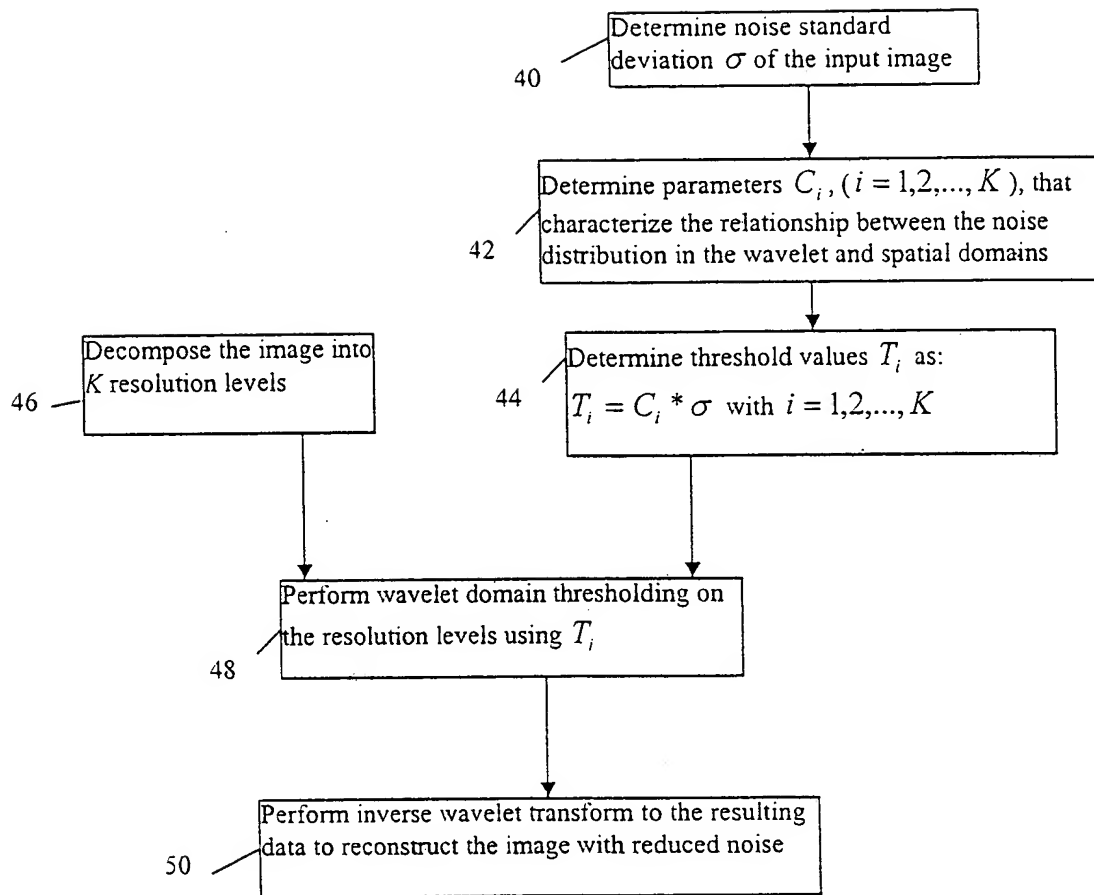 Determine noise standard
deviation σ of the input image
40
Determine parameters C_i, (i = 1,2,..., K), that
characterize the relationship between the noise
distribution in the wavelet and spatial domains
42
Decompose the image into
K resolution levels
46
Determine threshold values T_i as:
T_i = C_i * σ with i = 1,2,..., K
44
Perform wavelet domain thresholding on
the resolution levels using T_i
48
Perform inverse wavelet transform to the resulting
data to reconstruct the image with reduced noise
50